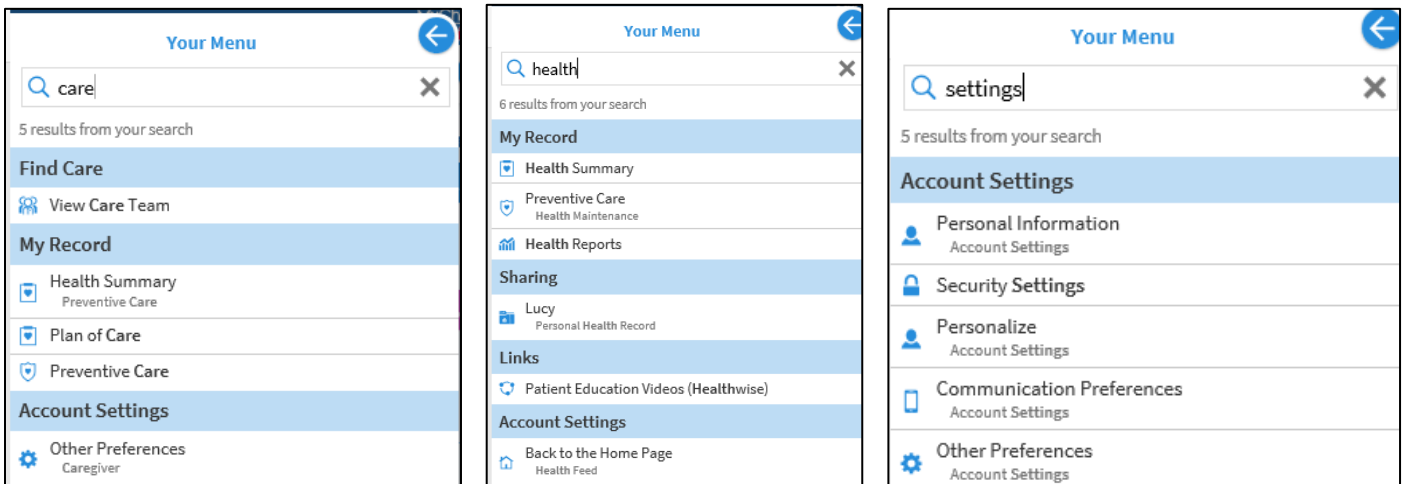 Your Menu
care
5 results from your search
Find Care
View Care Team
My Record
Health Summary
Preventive Care
Plan of Care
Preventive Care
Account Settings
Other Preferences
Caregiver
Your Menu
health
6 results from your search
My Record
Health Summary
Preventive Care
Health Maintenance
Health Reports
Sharing
Lucy
Personal Health Record
Links
Patient Education Videos (Healthwise)
Account Settings
Back to the Home Page
Health Feed
Your Menu
settings
5 results from your search
Account Settings
Personal Information
Account Settings
Security Settings
Personalize
Account Settings
Communication Preferences
Account Settings
Other Preferences
Account Settings